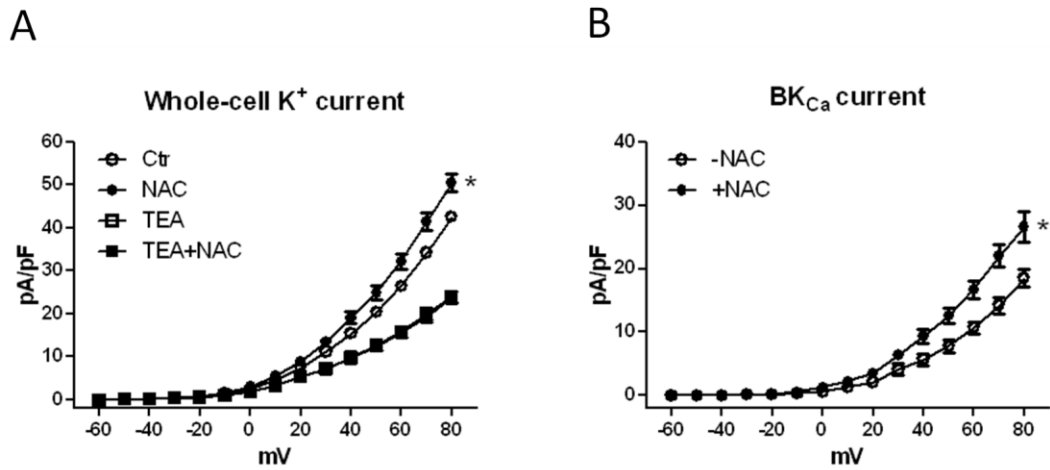 A
B
Whole-cell K⁺ current
BK_Ca current
60
50
40
30
20
10
0
pA/pF
Ctr
NAC
TEA
TEA+NAC
*
-60 -40 -20 0 20 40 60 80
mV
40
30
20
10
0
pA/pF
-NAC
+NAC
*
-60 -40 -20 0 20 40 60 80
mV